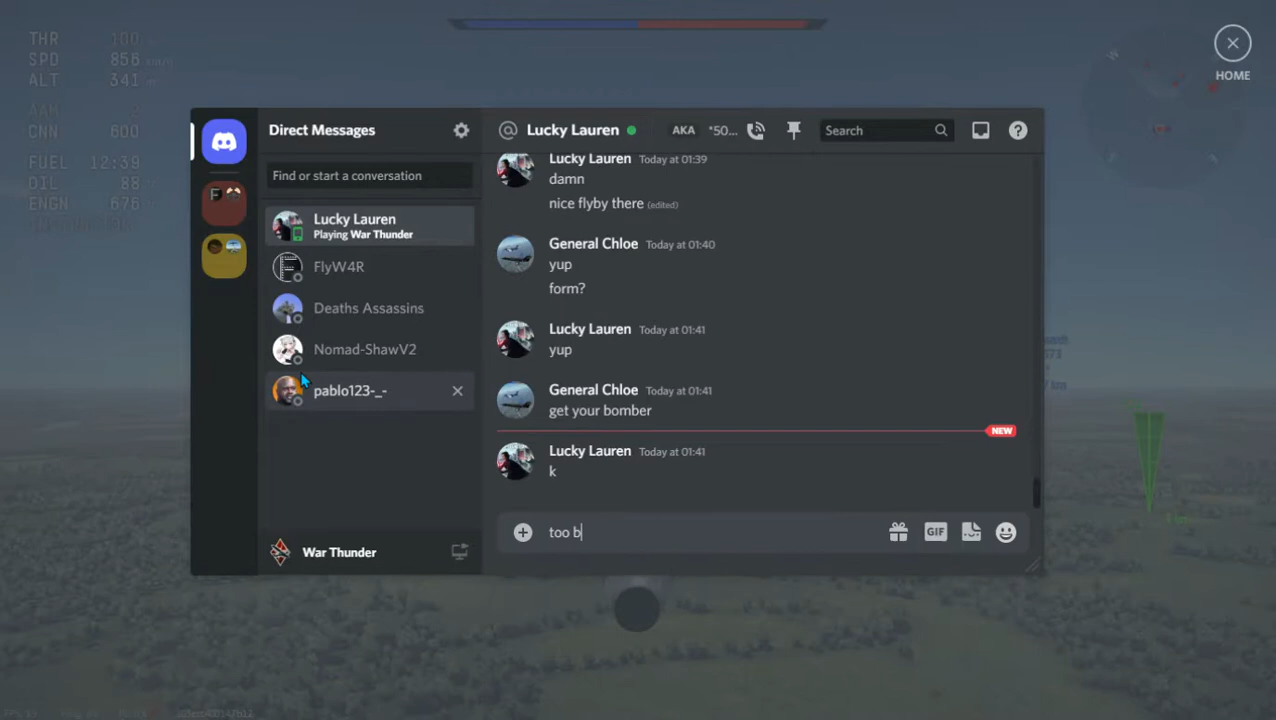 THR 100
SPD 856 km/h
ALT 341 m
AAM 2
CNN 600
FUEL 12:39
OIL 88
ENGN 676
HOME
Direct Messages
Find or start a conversation
Lucky Lauren
Playing War Thunder
FlyW4R
Deaths Assassins
Nomad-ShawV2
pablo123-_-
War Thunder
Lucky Lauren AKA *50...
Search
Lucky Lauren Today at 01:39
damn
nice flyby there (edited)
General Chloe Today at 01:40
yup
form?
Lucky Lauren Today at 01:41
yup
General Chloe Today at 01:41
get your bomber
NEW
Lucky Lauren Today at 01:41
k
too b
GIF